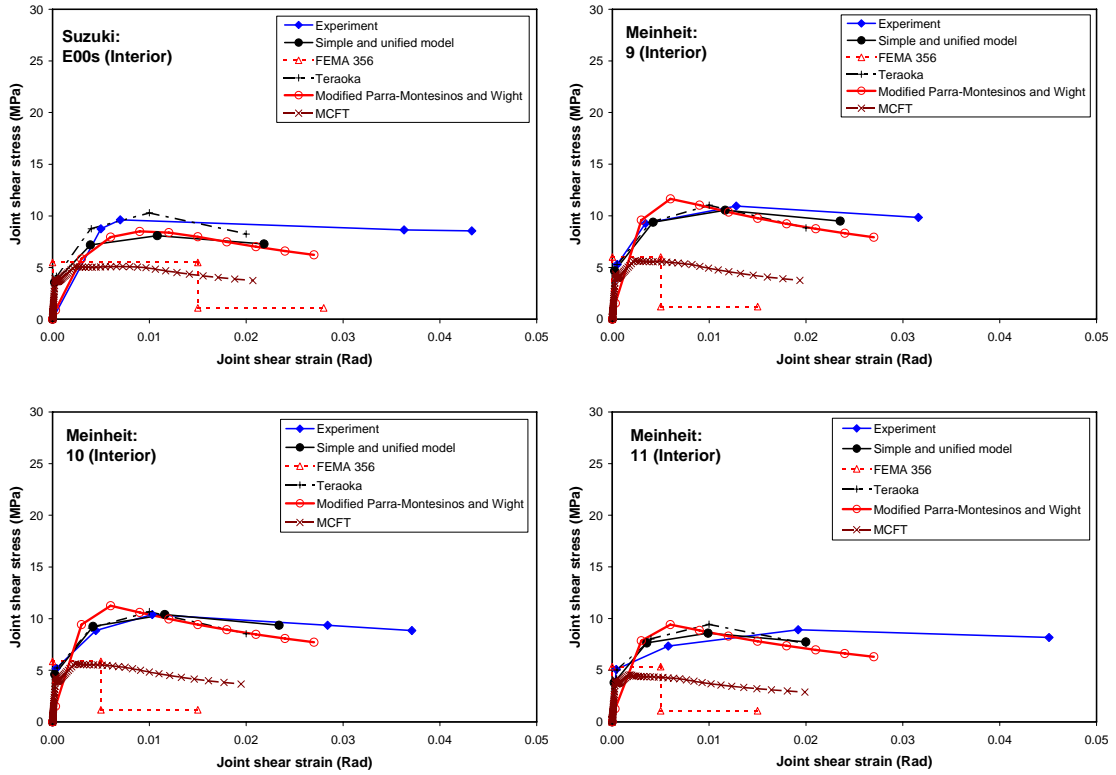 Suzuki:
E00s (Interior)
Experiment
Simple and unified model
FEMA 356
Teraoka
Modified Parra-Montesinos and Wight
MCFT
Joint shear stress (MPa)
30
25
20
15
10
5
0
0.00 0.01 0.02 0.03 0.04 0.05
Joint shear strain (Rad)
Meinheit:
9 (Interior)
Experiment
Simple and unified model
FEMA 356
Teraoka
Modified Parra-Montesinos and Wight
MCFT
Joint shear stress (MPa)
30
25
20
15
10
5
0
0.00 0.01 0.02 0.03 0.04 0.05
Joint shear strain (Rad)
Meinheit:
10 (Interior)
Experiment
Simple and unified model
FEMA 356
Teraoka
Modified Parra-Montesinos and Wight
MCFT
Joint shear stress (MPa)
30
25
20
15
10
5
0
0.00 0.01 0.02 0.03 0.04 0.05
Joint shear strain (Rad)
Meinheit:
11 (Interior)
Experiment
Simple and unified model
FEMA 356
Teraoka
Modified Parra-Montesinos and Wight
MCFT
Joint shear stress (MPa)
30
25
20
15
10
5
0
0.00 0.01 0.02 0.03 0.04 0.05
Joint shear strain (Rad)